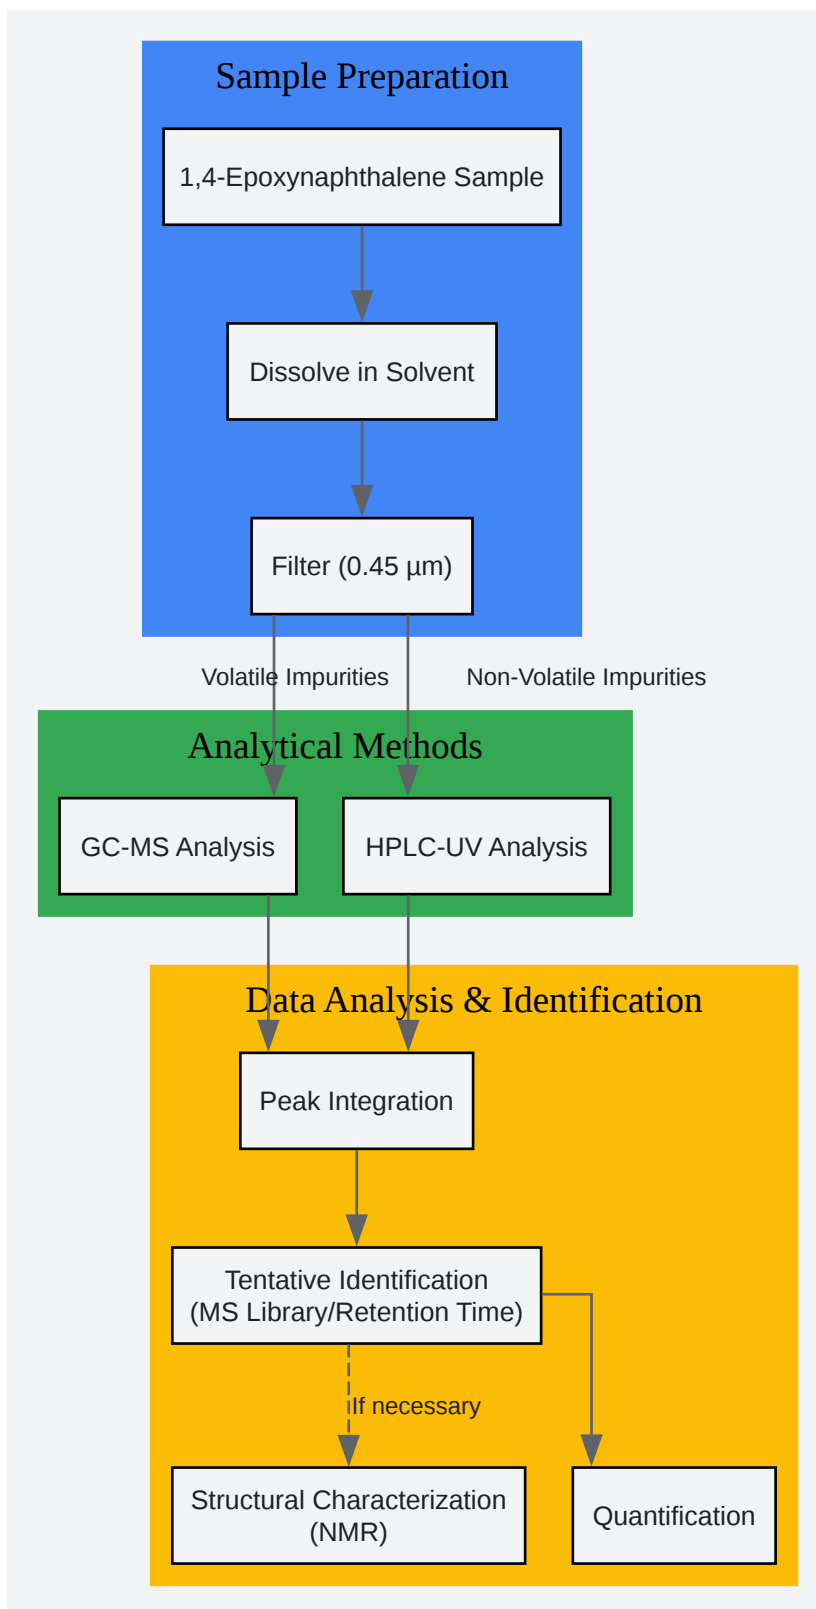 Sample Preparation
1,4-Epoxynaphthalene Sample
Dissolve in Solvent
Filter (0.45 µm)
Volatile Impurities
Non-Volatile Impurities
Analytical Methods
GC-MS Analysis
HPLC-UV Analysis
Data Analysis & Identification
Peak Integration
Tentative Identification
(MS Library/Retention Time)
If necessary
Structural Characterization
(NMR)
Quantification